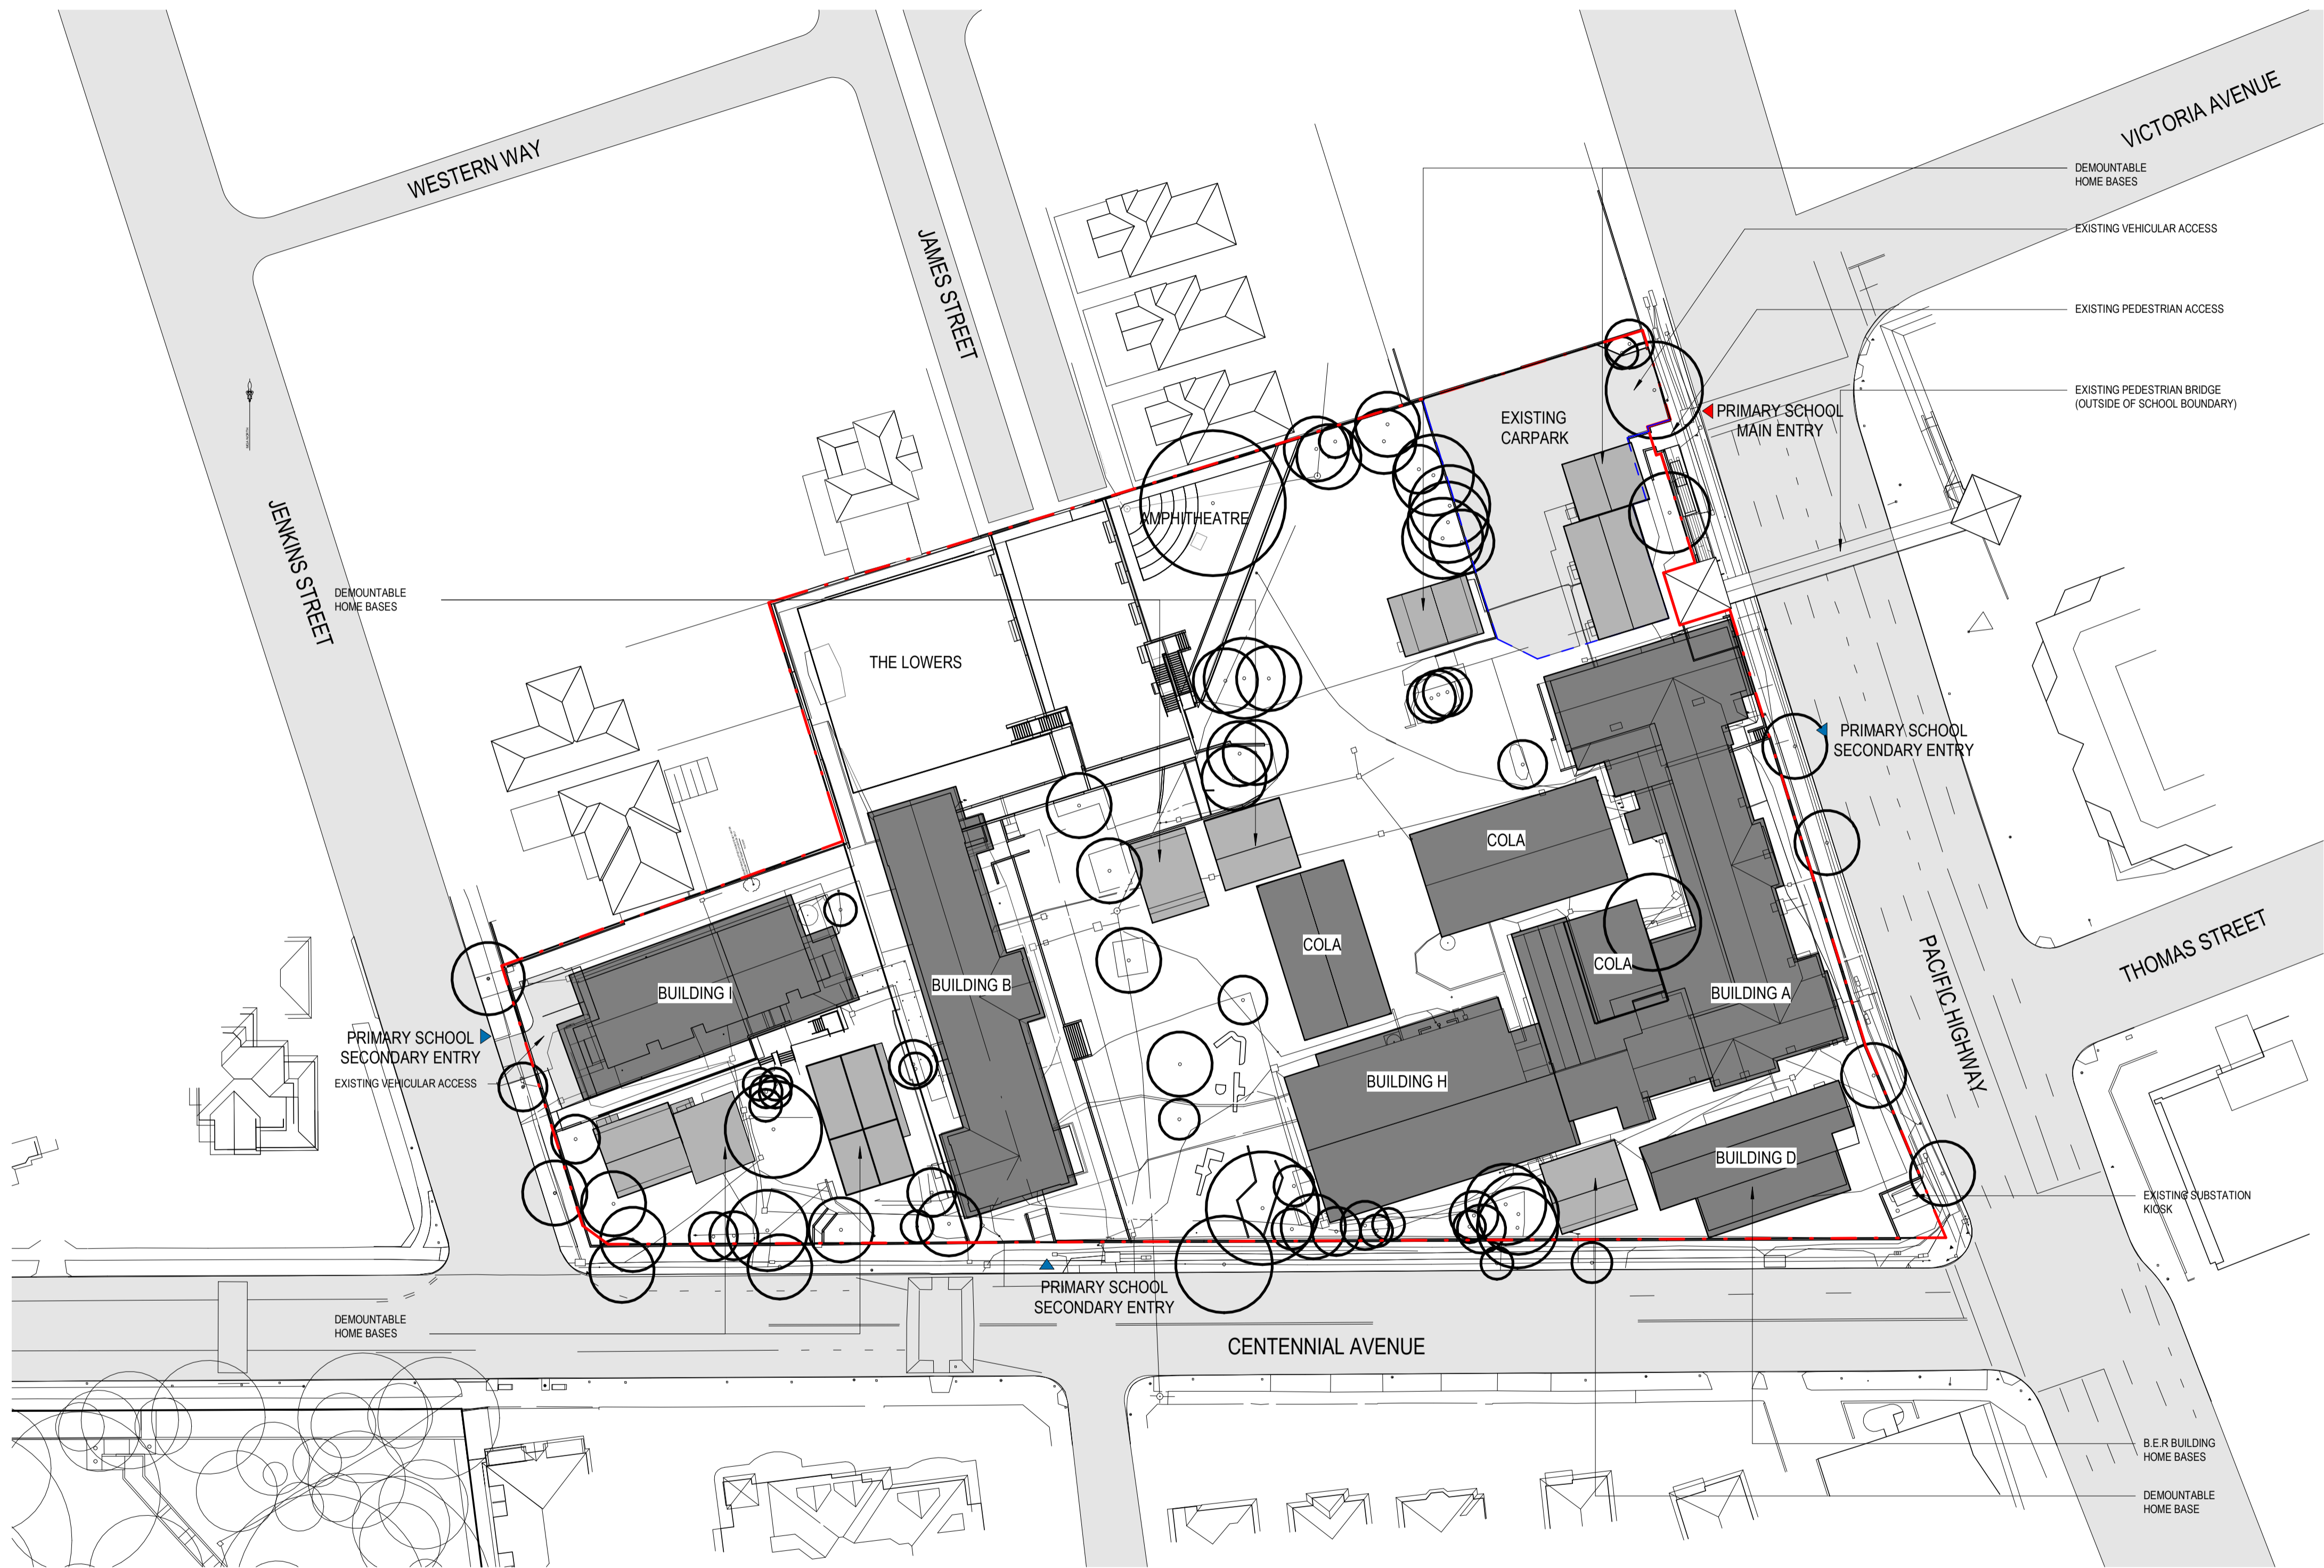 VICTORIA AVENUE
WESTERN WAY
DEMOUNTABLE
HOME BASES
EXISTING VEHICULAR ACCESS
JAMES STREET
EXISTING PEDESTRIAN ACCESS
EXISTING PEDESTRIAN BRIDGE
(OUTSIDE OF SCHOOL BOUNDARY)
PRIMARY SCHOOL
MAIN ENTRY
EXISTING
CARPARK
AMPHITHEATRE
JENKINS STREET
DEMOUNTABLE
HOME BASES
THE LOWERS
PRIMARY SCHOOL
SECONDARY ENTRY
COLA
COLA
COLA
THOMAS STREET
BUILDING I
BUILDING B
BUILDING A
PACIFIC HIGHWAY
PRIMARY SCHOOL
SECONDARY ENTRY
EXISTING VEHICULAR ACCESS
BUILDING H
BUILDING D
EXISTING SUBSTATION
KIOSK
PRIMARY SCHOOL
SECONDARY ENTRY
DEMOUNTABLE
HOME BASES
CENTENNIAL AVENUE
B.E.R BUILDING
HOME BASES
DEMOUNTABLE
HOME BASE